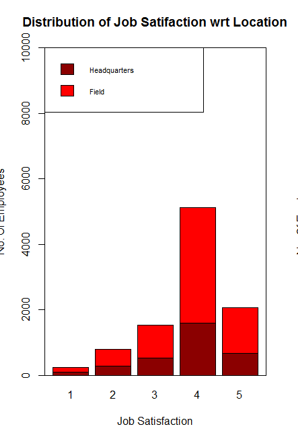 Distribution of Job Satifaction wrt Location
Headquarters
Field
10000
8000
6000
4000
2000
0
No. Of Employees
1 2 3 4 5
Job Satisfaction